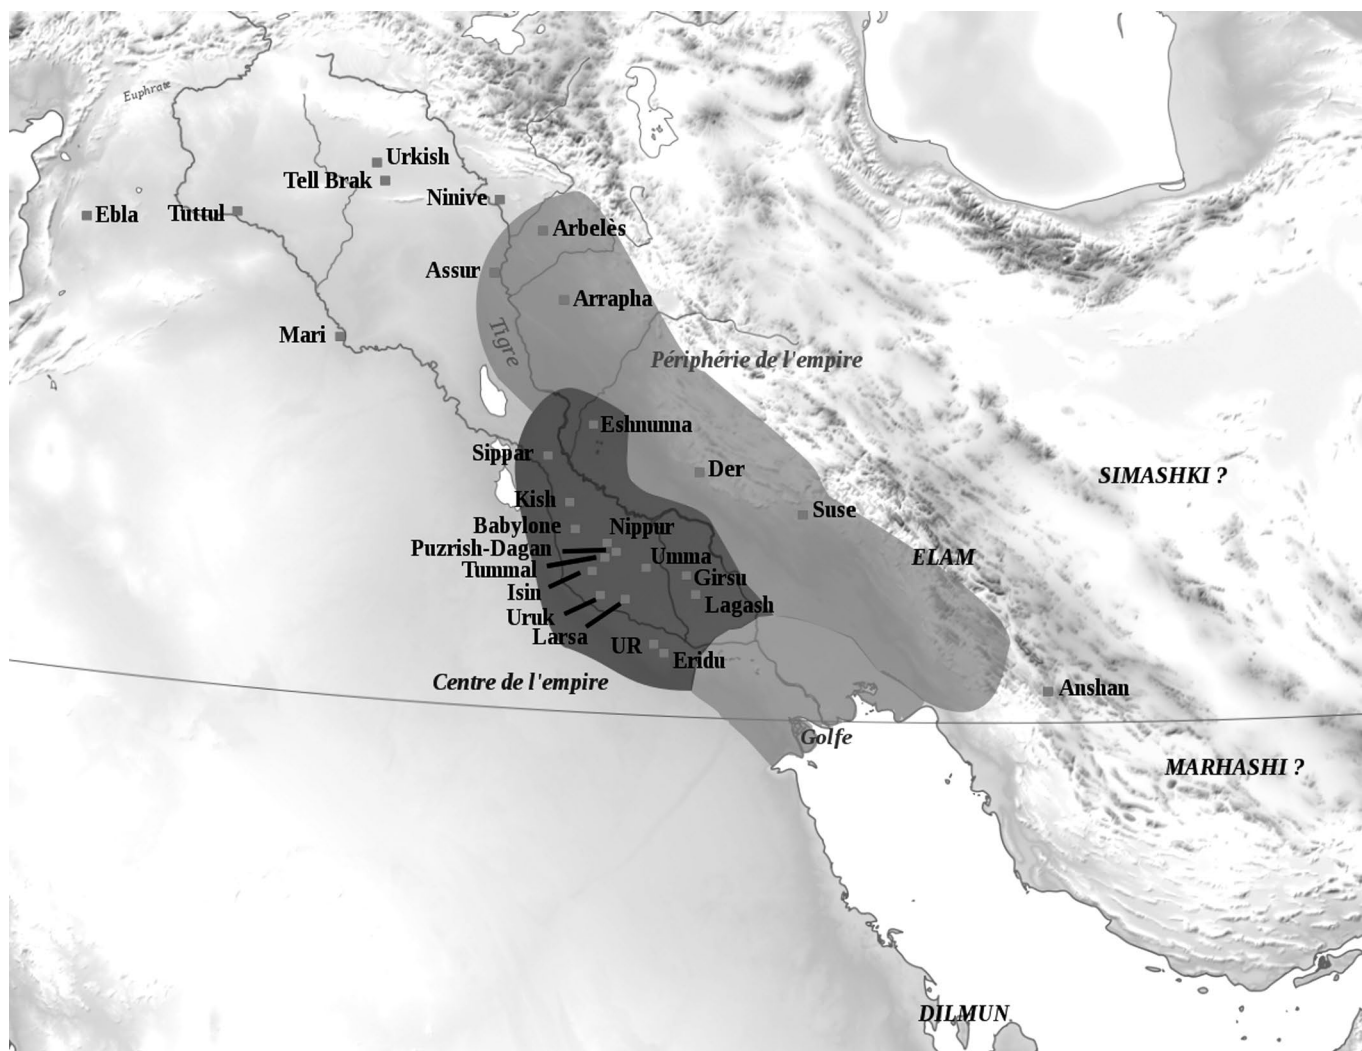 Euphrate
Urkish
Tell Brak
Ninive
Ebla
Tuttul
Arbelès
Assur
Arrapha
Mari
Tigre
Périphérie de l'empire
Eshnunna
Sippar
Der
SIMASHKI ?
Kish
Suse
Babylone
Nippur
Puzrish-Dagan
Umma
ELAM
Tummal
Girsu
Isin
Lagash
Uruk
Larsa
UR
Eridu
Centre de l'empire
Anshan
Golfe
MARHASHI ?
DILMUN